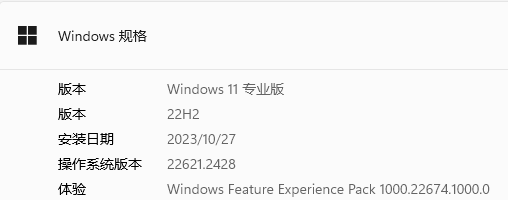 Windows 规格
版本 Windows 11 专业版
版本 22H2
安装日期 2023/10/27
操作系统版本 22621.2428
体验 Windows Feature Experience Pack 1000.22674.1000.0